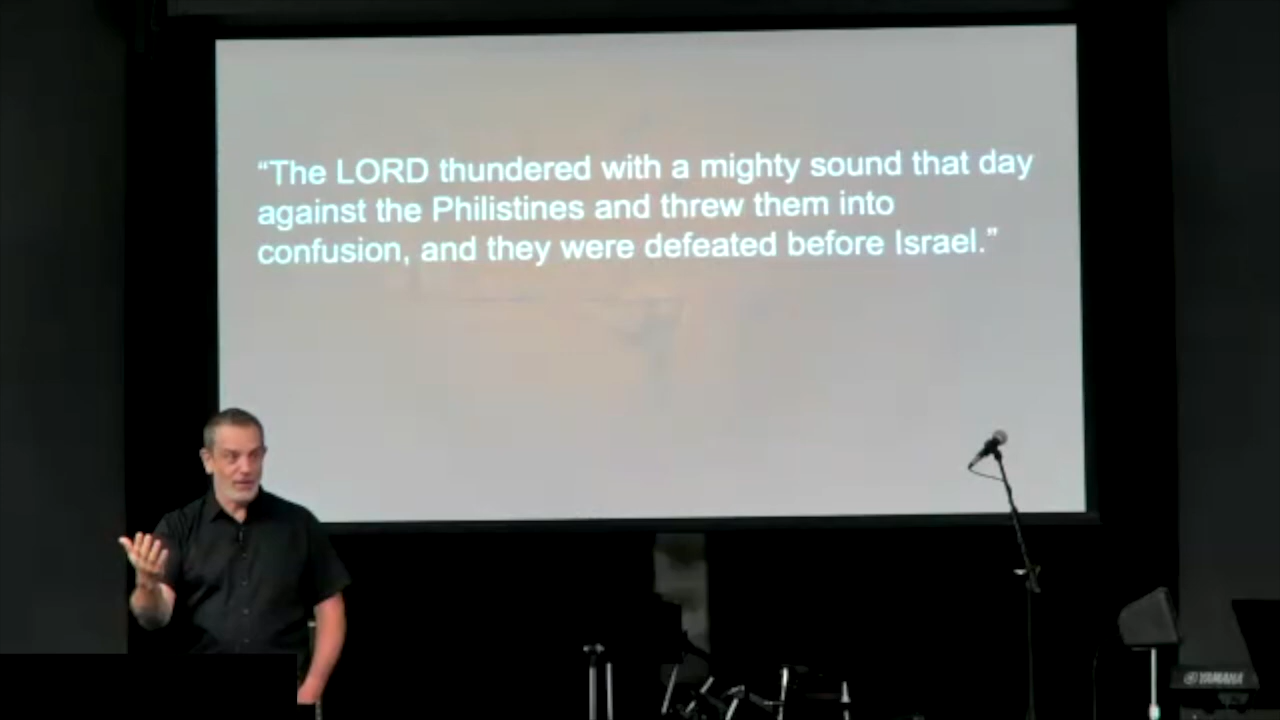 “The LORD thundered with a mighty sound that day
against the Philistines and threw them into
confusion, and they were defeated before Israel.”
YAMAHA